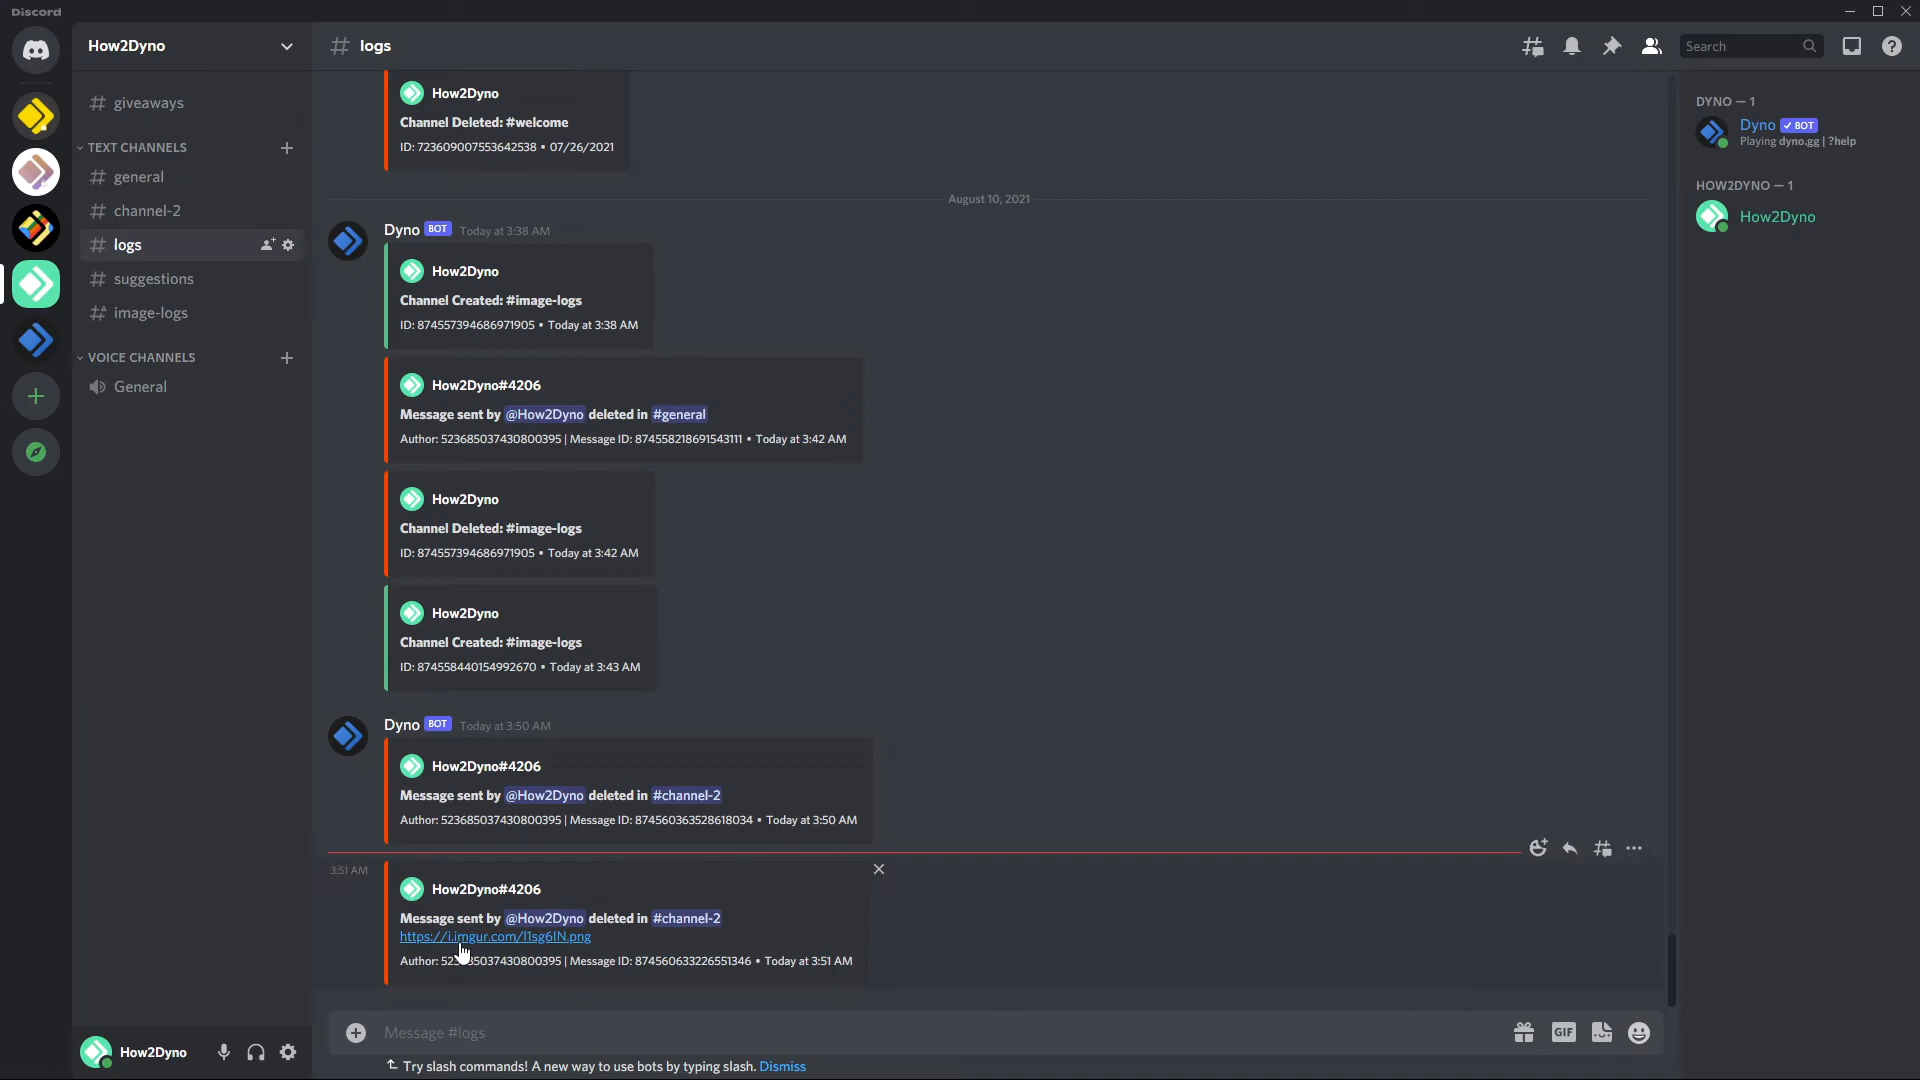 Discord
How2Dyno
giveaways
TEXT CHANNELS
general
channel-2
logs
suggestions
image-logs
VOICE CHANNELS
General
How2Dyno
logs
Search
How2Dyno
Channel Deleted: #welcome
ID: 723609007553642538 • 07/26/2021
August 10, 2021
Dyno BOT Today at 3:38 AM
How2Dyno
Channel Created: #image-logs
ID: 874557394686971905 • Today at 3:38 AM
How2Dyno#4206
Message sent by @How2Dyno deleted in #general
Author: 523685037430800395 | Message ID: 874558218691543111 • Today at 3:42 AM
How2Dyno
Channel Deleted: #image-logs
ID: 874557394686971905 • Today at 3:42 AM
How2Dyno
Channel Created: #image-logs
ID: 874558440154992670 • Today at 3:43 AM
Dyno BOT Today at 3:50 AM
How2Dyno#4206
Message sent by @How2Dyno deleted in #channel-2
Author: 523685037430800395 | Message ID: 874560363528618034 • Today at 3:50 AM
3:51 AM
How2Dyno#4206
Message sent by @How2Dyno deleted in #channel-2
https://i.imgur.com/l1sg6lN.png
Author: 523685037430800395 | Message ID: 874560633226551346 • Today at 3:51 AM
Message #logs
GIF
Try slash commands! A new way to use bots by typing slash. Dismiss
DYNO — 1
Dyno BOT
Playing dyno.gg | ?help
HOW2DYNO — 1
How2Dyno